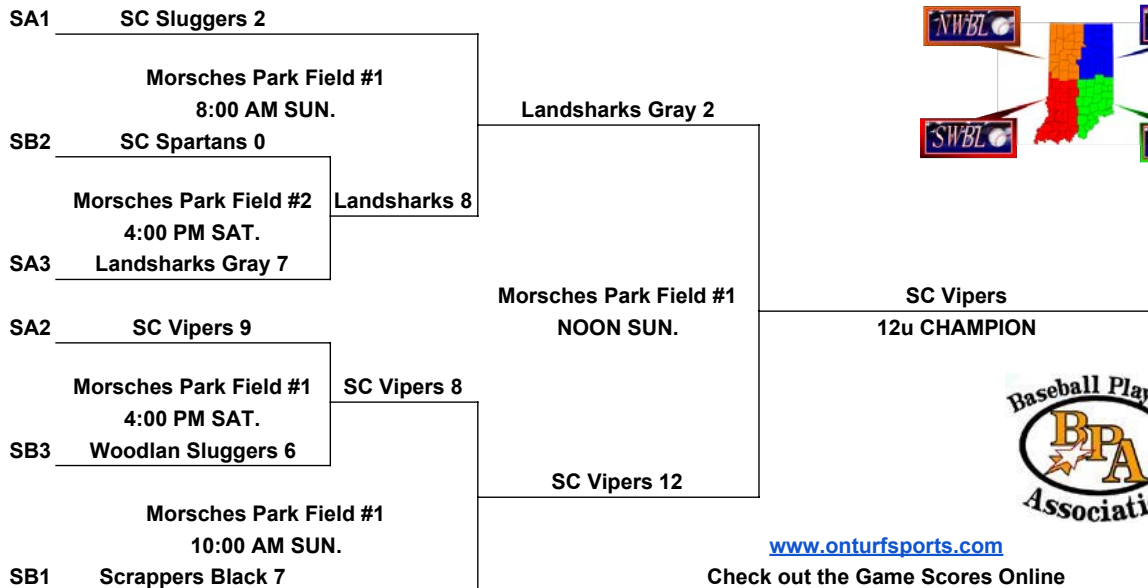 SA1 SC Sluggers 2
Morsches Park Field #1
8:00 AM SUN.
Landsharks Gray 2
SB2 SC Spartans 0
Morsches Park Field #2
4:00 PM SAT.
Landsharks 8
SA3 Landsharks Gray 7
Morsches Park Field #1
NOON SUN.
SC Vipers
12u CHAMPION
SA2 SC Vipers 9
Morsches Park Field #1
4:00 PM SAT.
SC Vipers 8
SB3 Woodlan Sluggers 6
SC Vipers 12
Morsches Park Field #1
10:00 AM SUN.
SB1 Scrappers Black 7
www.onturfsports.com
Check out the Game Scores Online
NWBL
SWBL
Baseball
BPA